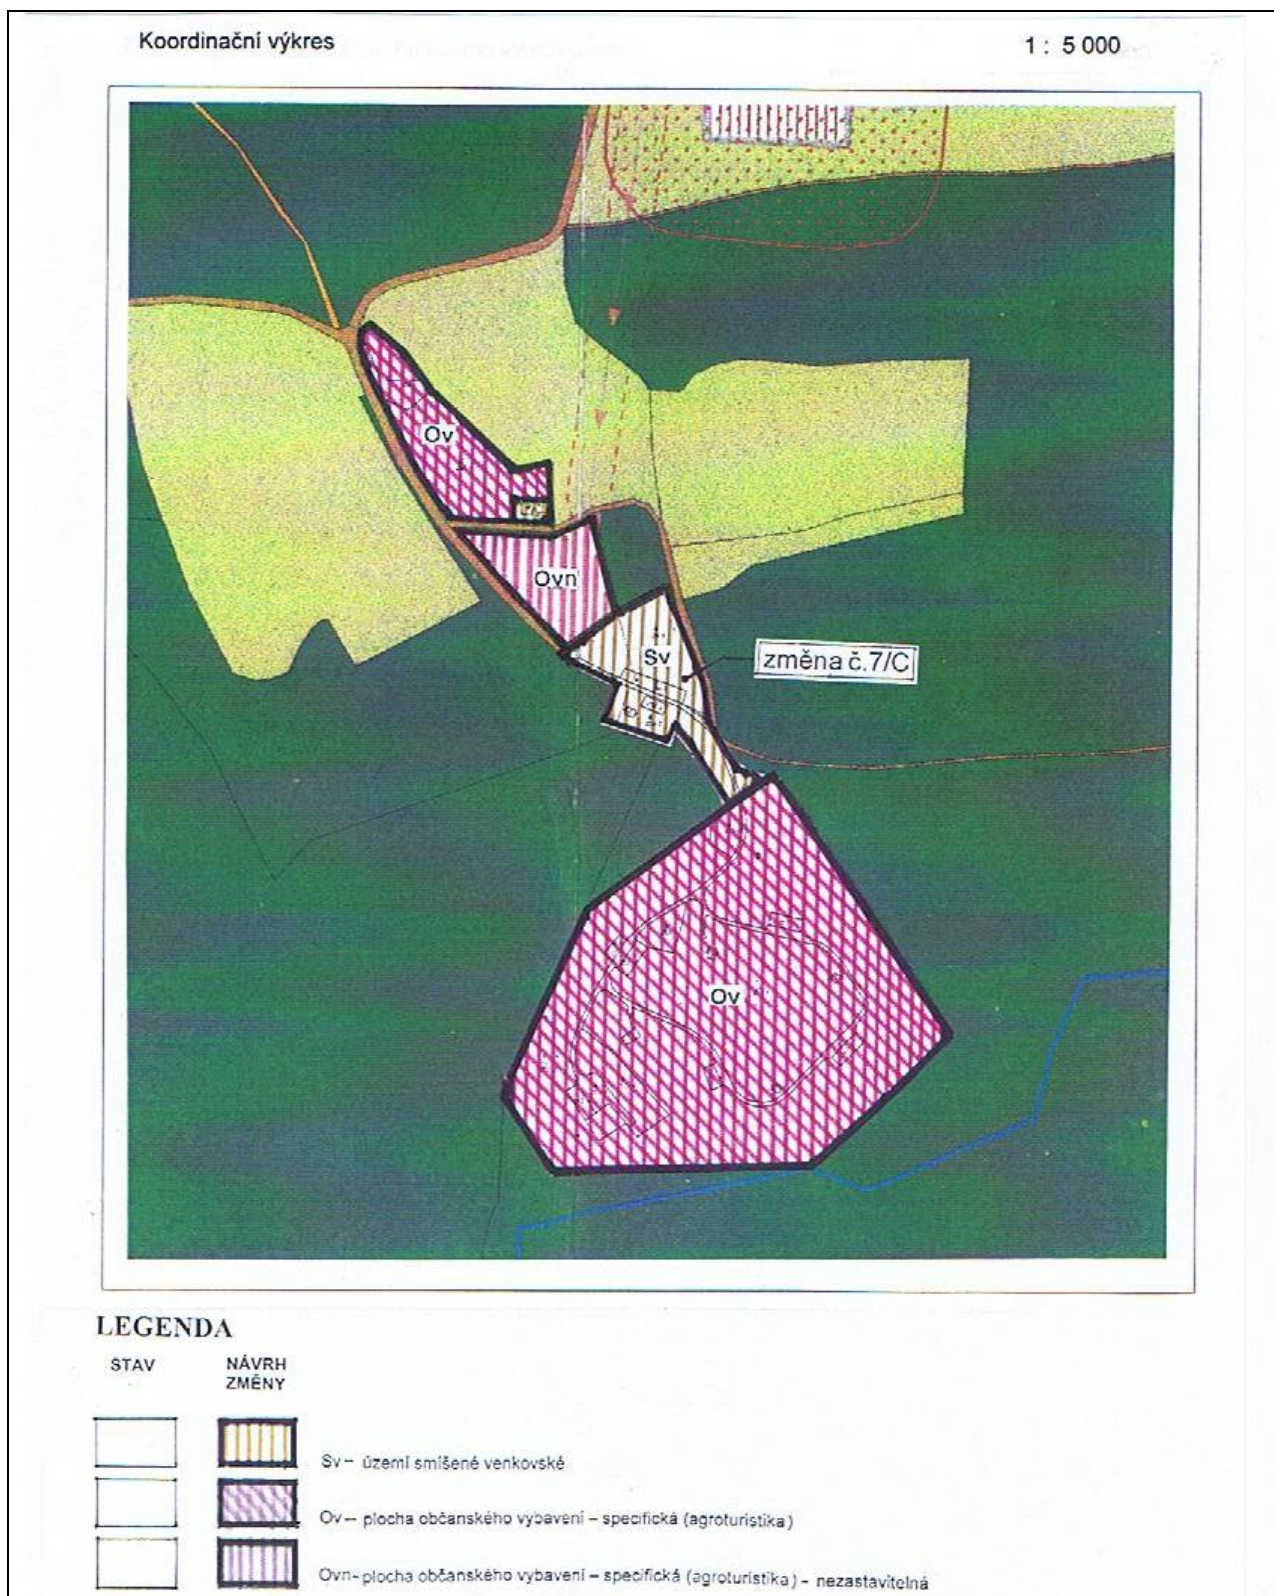 Koordinační výkres
1 : 5 000
Ov
Ovn
Sv
změna č.7/C
Ov
LEGENDA
STAV
NÁVRH
ZMĚNY
Sv – území smíšené venkovské
Ov – plocha občanského vybavení – specifická (agroturistika)
Ovn- plocha občanského vybavení – specifická (agroturistika) - nezastavitelná